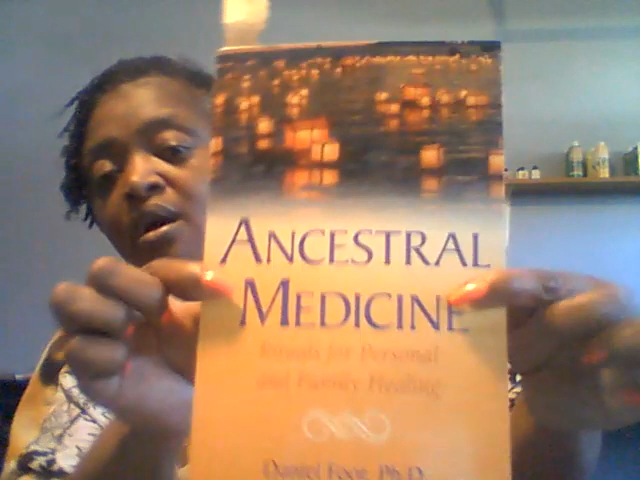 ANCESTRAL
MEDICINE
Rituals for Personal
and Family Healing
Daniel Foor, Ph.D.